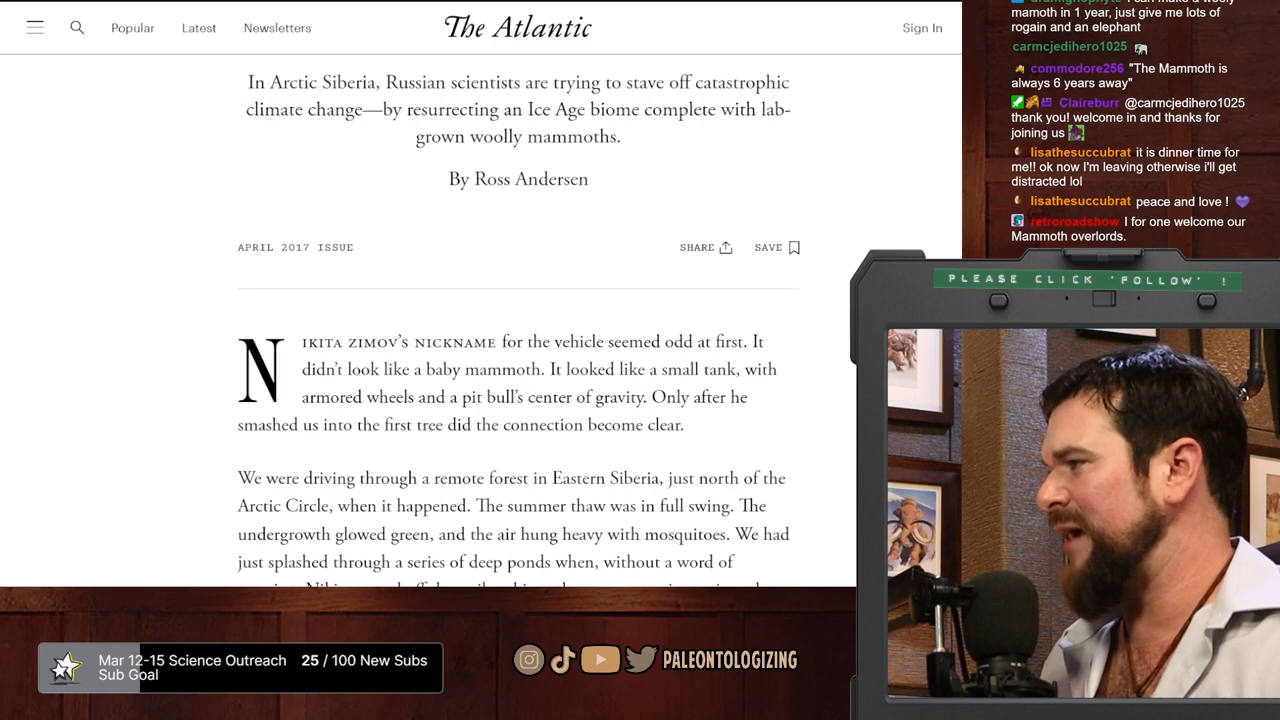 Popular
Latest
Newsletters
The Atlantic
Sign In
In Arctic Siberia, Russian scientists are trying to stave off catastrophic
climate change—by resurrecting an Ice Age biome complete with lab-
grown woolly mammoths.
By Ross Andersen
APRIL 2017 ISSUE
SHARE
SAVE
NIKITA ZIMOV'S NICKNAME for the vehicle seemed odd at first. It
didn't look like a baby mammoth. It looked like a small tank, with
armored wheels and a pit bull's center of gravity. Only after he
smashed us into the first tree did the connection become clear.
We were driving through a remote forest in Eastern Siberia, just north of the
Arctic Circle, when it happened. The summer thaw was in full swing. The
undergrowth glowed green, and the air hung heavy with mosquitoes. We had
just splashed through a series of deep ponds when, without a word of
mamoth in 1 year, just give me lots of
rogain and an elephant
carmcjedihero1025
commodore256 "The Mammoth is
always 6 years away"
Claireburr @carmcjedihero1025
thank you! welcome in and thanks for
joining us
lisathesuccubrat it is dinner time for
me!! ok now I'm leaving otherwise i'll get
distracted lol
lisathesuccubrat peace and love !
retroroadshow I for one welcome our
Mammoth overlords.
PLEASE CLICK 'FOLLOW' !
Mar 12-15 Science Outreach 25 / 100 New Subs
Sub Goal
PALEONTOLOGIZING